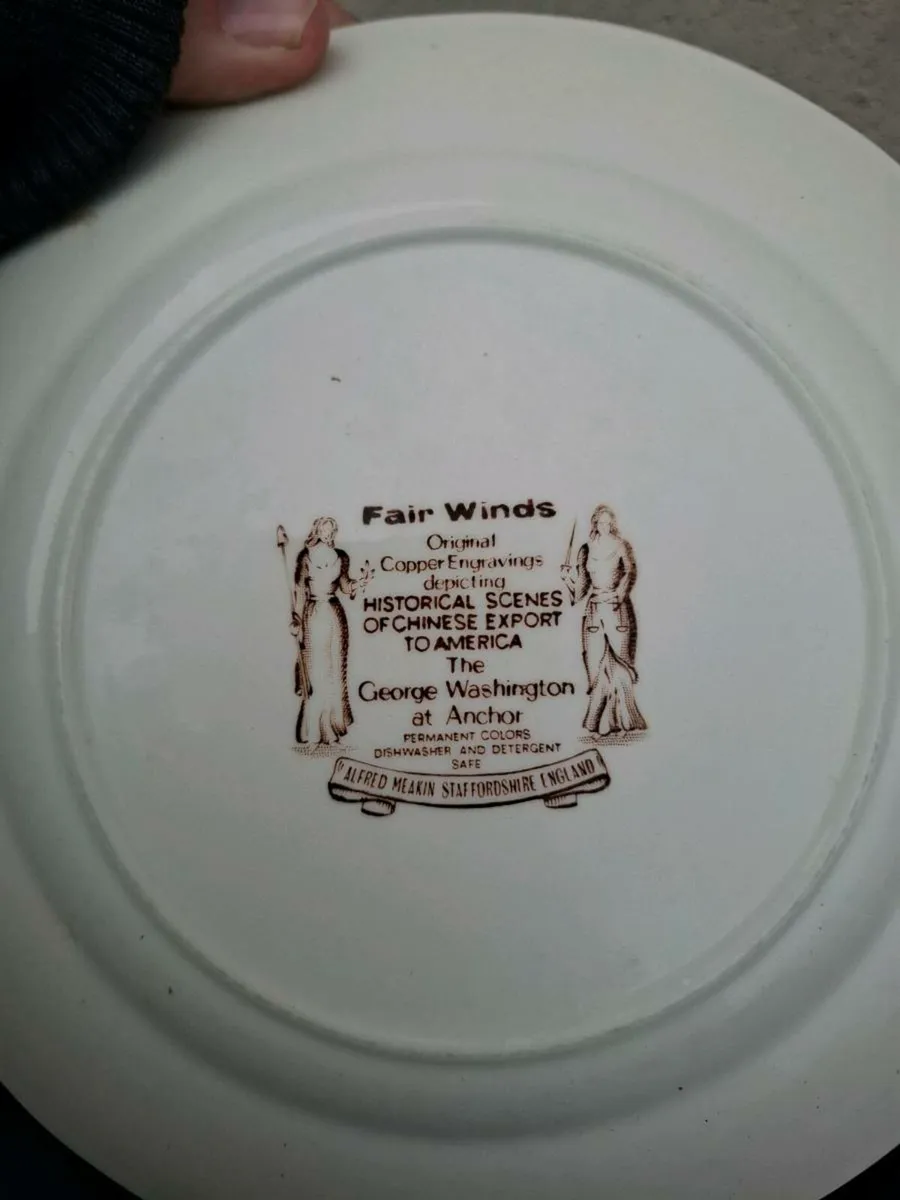 Fair Winds
Original
Copper Engravings
depicting
HISTORICAL SCENES
OF CHINESE EXPORT
TO AMERICA
The
George Washington
at Anchor
PERMANENT COLORS
DISHWASHER AND DETERGENT
SAFE
ALFRED MEAKIN STAFFORDSHIRE ENGLAND